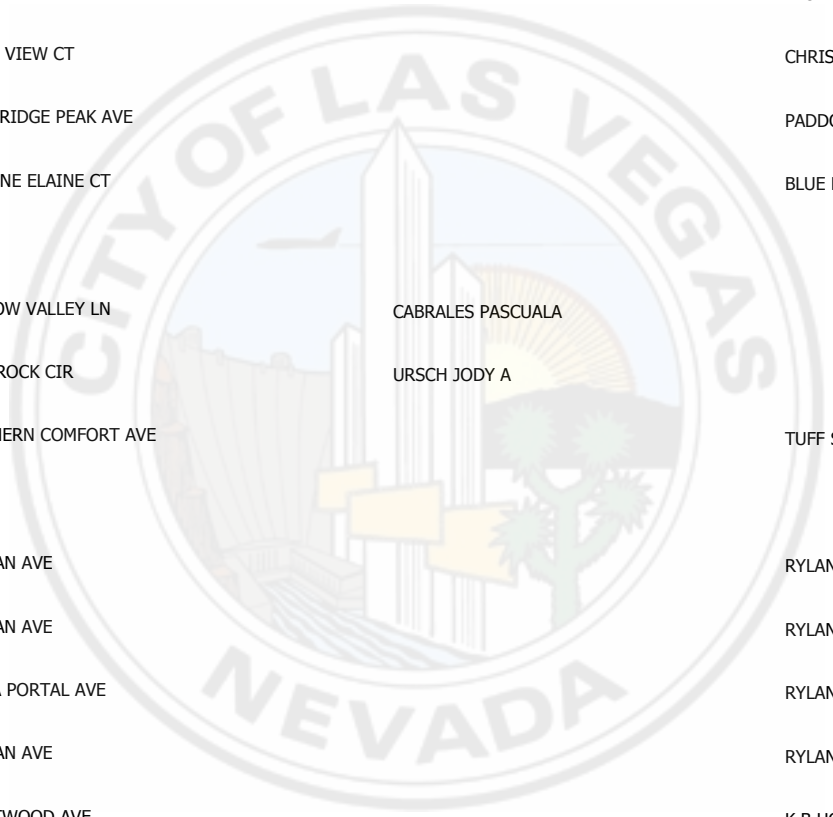 CITY OF LAS VEGAS
VIEW CT
CHRIS
RIDGE PEAK AVE
PADDO
NE ELAINE CT
BLUE
OW VALLEY LN
CABRALES PASCUALA
ROCK CIR
URSCH JODY A
ERN COMFORT AVE
TUFF
AN AVE
RYLAN
AN AVE
RYLAN
PORTAL AVE
RYLAN
AN AVE
RYLAN
NEVADA